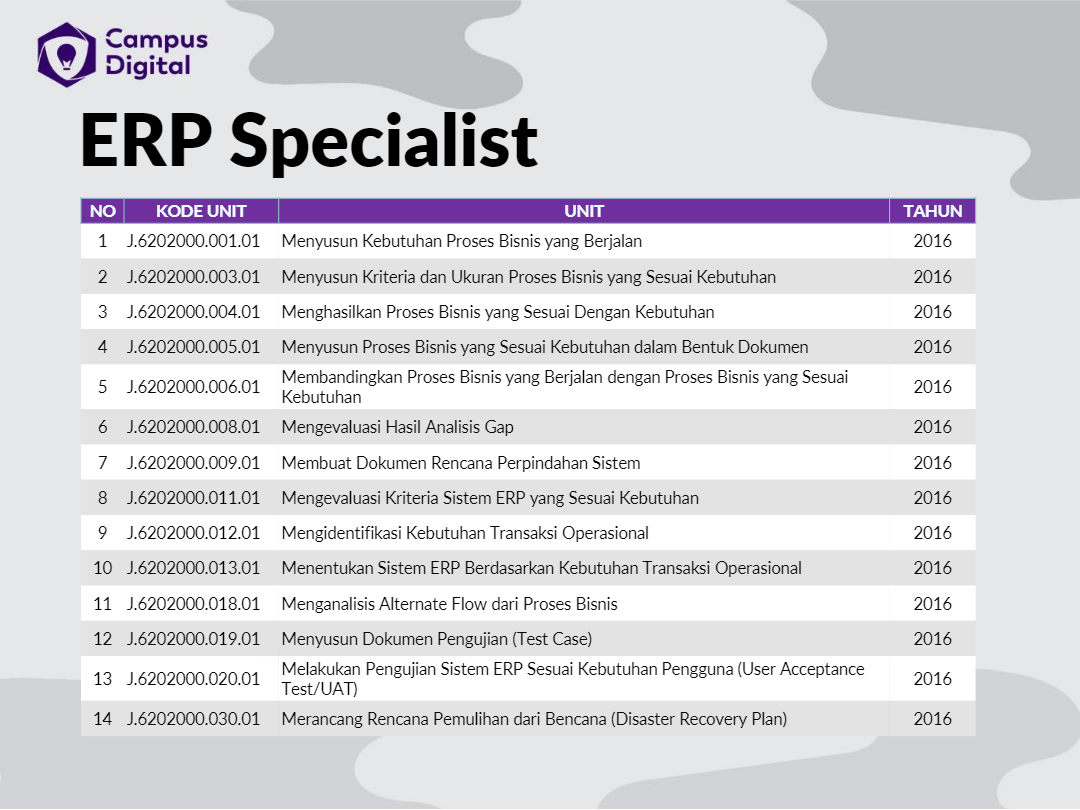 Campus
Digital
ERP Specialist
NO KODE UNIT UNIT TAHUN
1 J.6202000.001.01 Menyusun Kebutuhan Proses Bisnis yang Berjalan 2016
2 J.6202000.003.01 Menyusun Kriteria dan Ukuran Proses Bisnis yang Sesuai Kebutuhan 2016
3 J.6202000.004.01 Menghasilkan Proses Bisnis yang Sesuai Dengan Kebutuhan 2016
4 J.6202000.005.01 Menyusun Proses Bisnis yang Sesuai Kebutuhan dalam Bentuk Dokumen 2016
5 J.6202000.006.01 Membandingkan Proses Bisnis yang Berjalan dengan Proses Bisnis yang Sesuai
Kebutuhan 2016
6 J.6202000.008.01 Mengevaluasi Hasil Analisis Gap 2016
7 J.6202000.009.01 Membuat Dokumen Rencana Perpindahan Sistem 2016
8 J.6202000.011.01 Mengevaluasi Kriteria Sistem ERP yang Sesuai Kebutuhan 2016
9 J.6202000.012.01 Mengidentifikasi Kebutuhan Transaksi Operasional 2016
10 J.6202000.013.01 Menentukan Sistem ERP Berdasarkan Kebutuhan Transaksi Operasional 2016
11 J.6202000.018.01 Menganalisis Alternate Flow dari Proses Bisnis 2016
12 J.6202000.019.01 Menyusun Dokumen Pengujian (Test Case) 2016
13 J.6202000.020.01 Melakukan Pengujian Sistem ERP Sesuai Kebutuhan Pengguna (User Acceptance
Test/UAT) 2016
14 J.6202000.030.01 Merancang Rencana Pemulihan dari Bencana (Disaster Recovery Plan) 2016